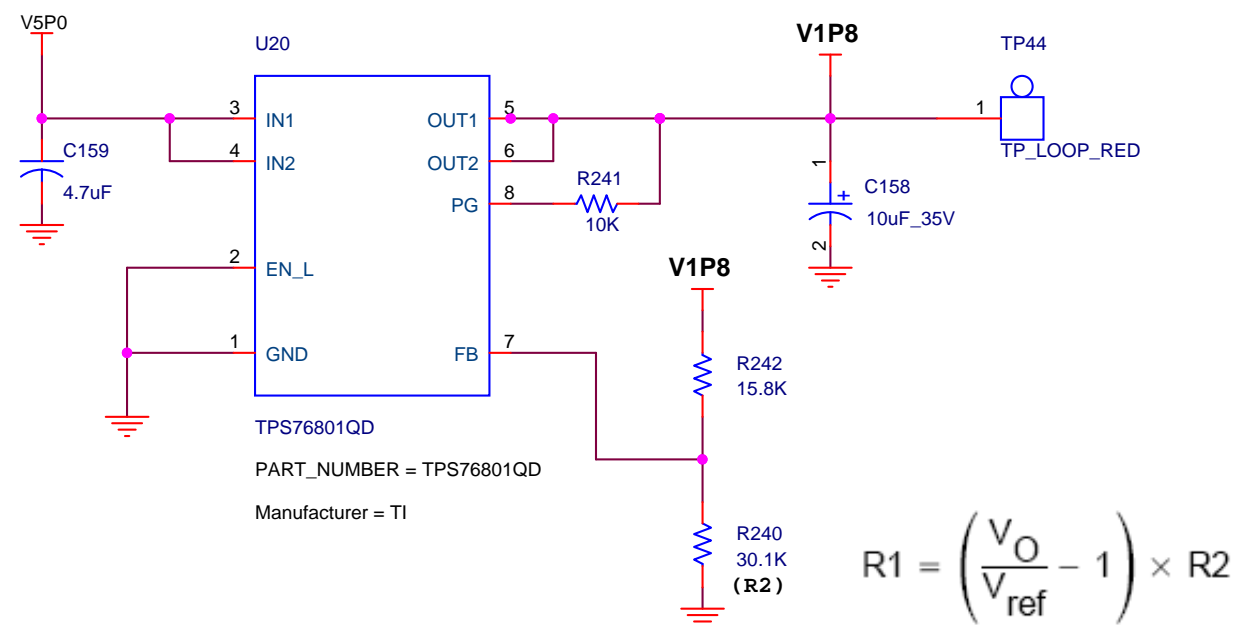 V5P0
U20
V1P8
TP44
3
IN1
OUT1
5
1
4
IN2
OUT2
6
TP_LOOP_RED
C159
4.7uF
PG
8
R241
10K
1
C158
10uF_35V
2
2
EN_L
V1P8
1
GND
FB
7
R242
15.8K
TPS76801QD
PART_NUMBER = TPS76801QD
Manufacturer = TI
R240
30.1K
(R2)
R1 = (V_O / V_ref − 1) × R2